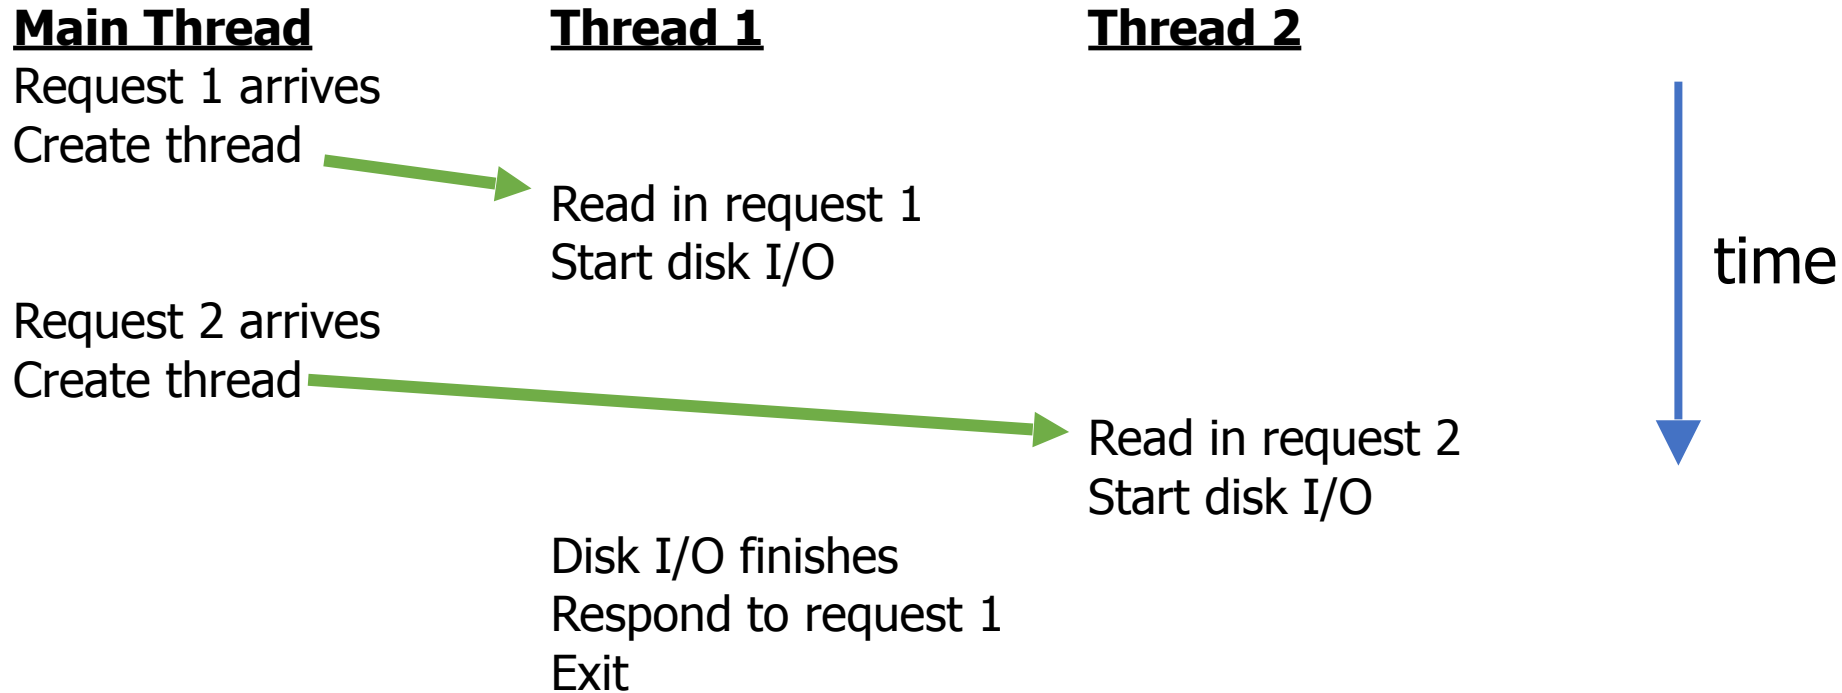 Main Thread
Thread 1
Thread 2
Request 1 arrives
Create thread
Read in request 1
Start disk I/O
time
Request 2 arrives
Create thread
Read in request 2
Start disk I/O
Disk I/O finishes
Respond to request 1
Exit